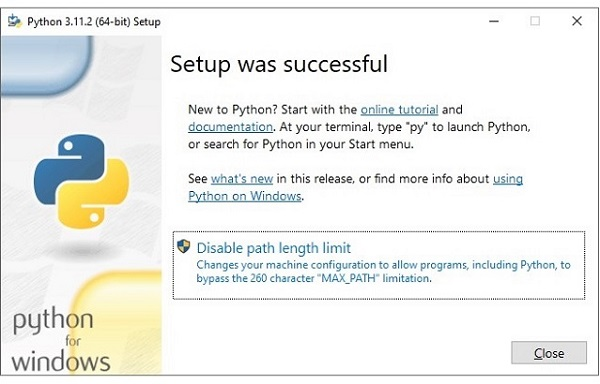 Python 3.11.2 (64-bit) Setup
Setup was successful
New to Python? Start with the online tutorial and
documentation. At your terminal, type "py" to launch Python,
or search for Python in your Start menu.
See what's new in this release, or find more info about using
Python on Windows.
Disable path length limit
Changes your machine configuration to allow programs, including Python, to
bypass the 260 character "MAX_PATH" limitation.
python
for
windows
Close